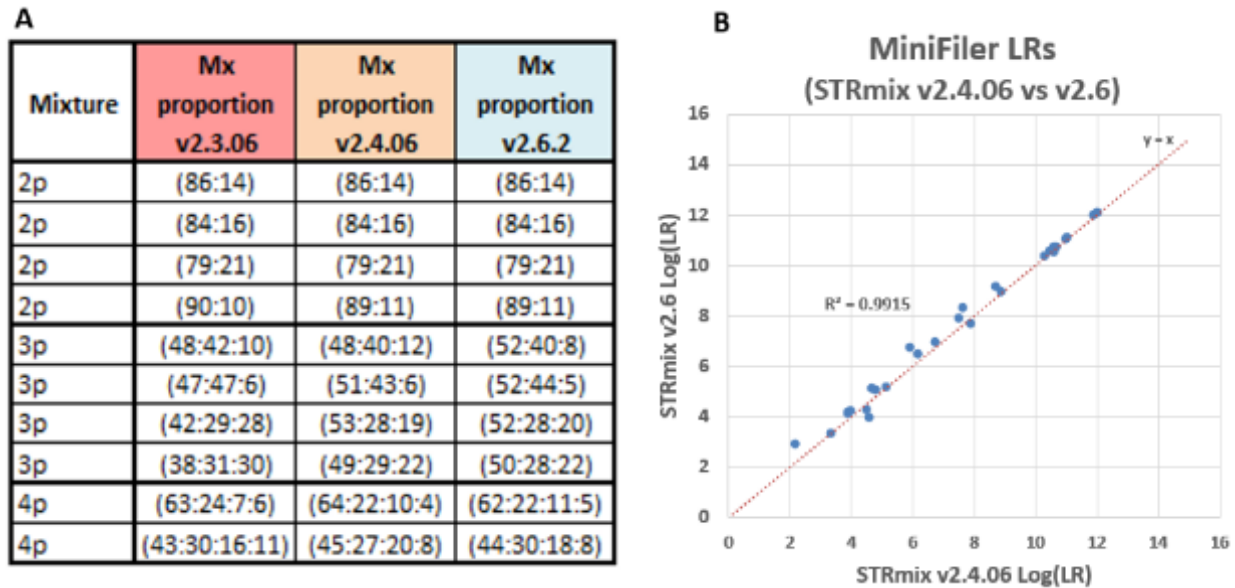 A
Mixture
Mx proportion v2.3.06
Mx proportion v2.4.06
Mx proportion v2.6.2
2p (86:14) (86:14) (86:14)
2p (84:16) (84:16) (84:16)
2p (79:21) (79:21) (79:21)
2p (90:10) (89:11) (89:11)
3p (48:42:10) (48:40:12) (52:40:8)
3p (47:47:6) (51:43:6) (52:44:5)
3p (42:29:28) (53:28:19) (52:28:20)
3p (38:31:30) (49:29:22) (50:28:22)
4p (63:24:7:6) (64:22:10:4) (62:22:11:5)
4p (43:30:16:11) (45:27:20:8) (44:30:18:8)
B
MiniFiler LRs
(STRmix v2.4.06 vs v2.6)
STRmix v2.6 Log(LR)
16
14
12
10
8
6
4
2
0
y = x
R² = 0.9915
0 2 4 6 8 10 12 14 16
STRmix v2.4.06 Log(LR)